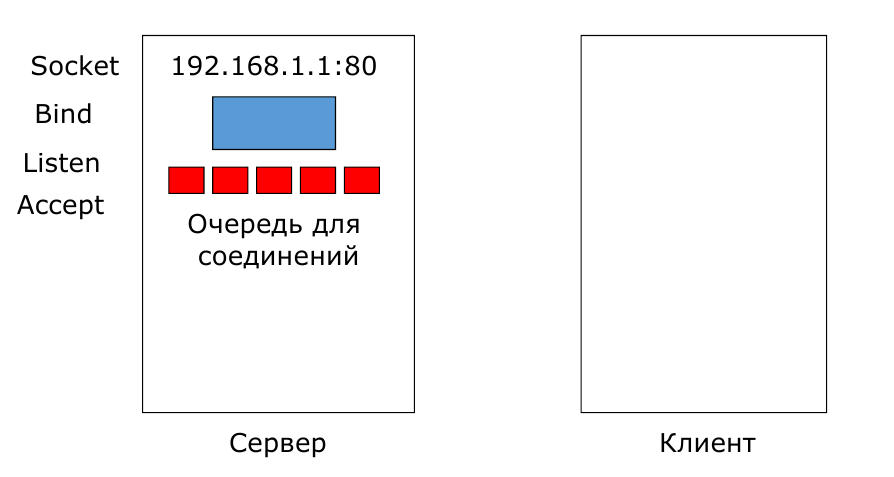 Socket
192.168.1.1:80
Bind
Listen
Accept
Очередь для
соединений
Сервер
Клиент